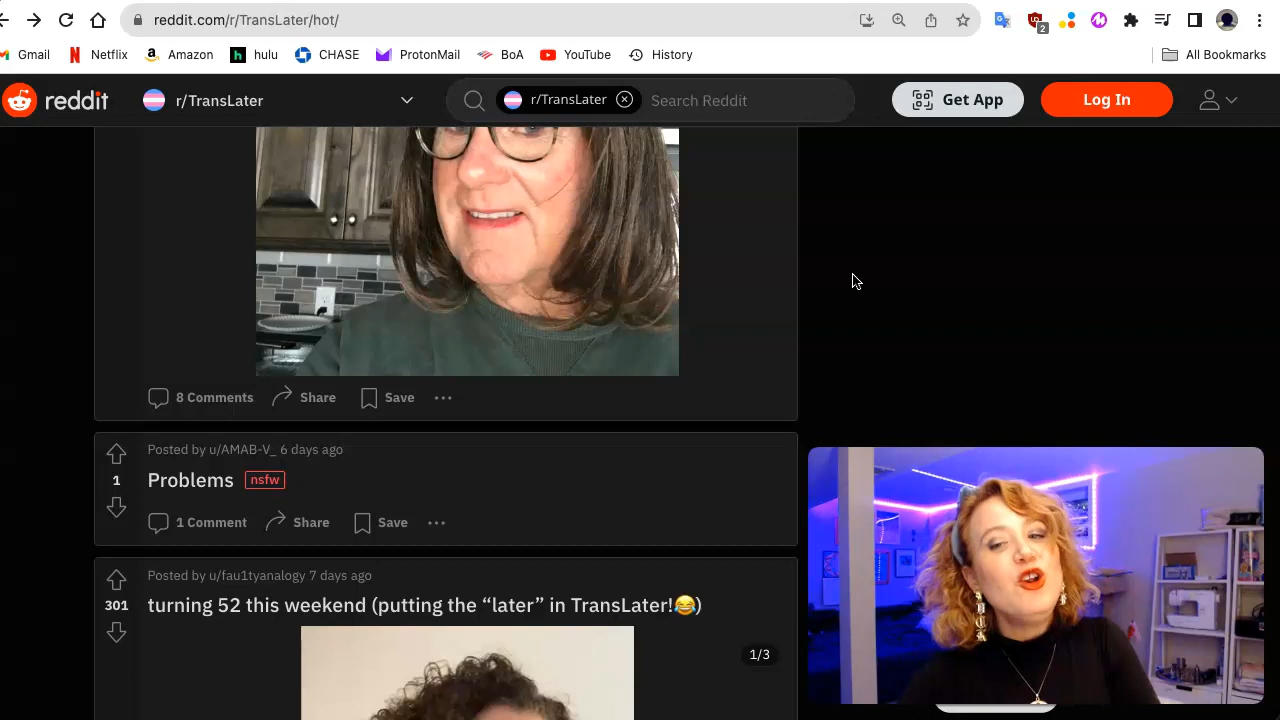 reddit.com/r/TransLater/hot/
2
Gmail Netflix Amazon hulu CHASE ProtonMail BoA YouTube History All Bookmarks
reddit r/TransLater r/TransLater Search Reddit Get App Log In
8 Comments Share Save
Posted by u/AMAB-V_ 6 days ago
1 Problems nsfw
1 Comment Share Save
Posted by u/fau1tyanalogy 7 days ago
301 turning 52 this weekend (putting the “later” in TransLater!😂)
1/3